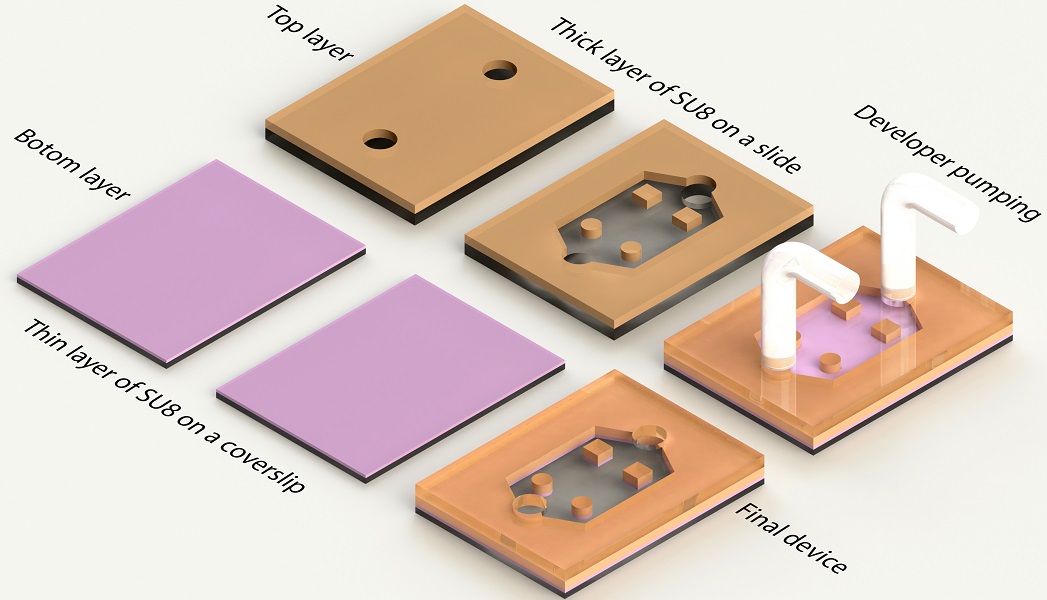 Top layer
Thick layer of SU8 on a slide
Developer pumping
Botom layer
Thin layer of SU8 on a coverslip
Final device